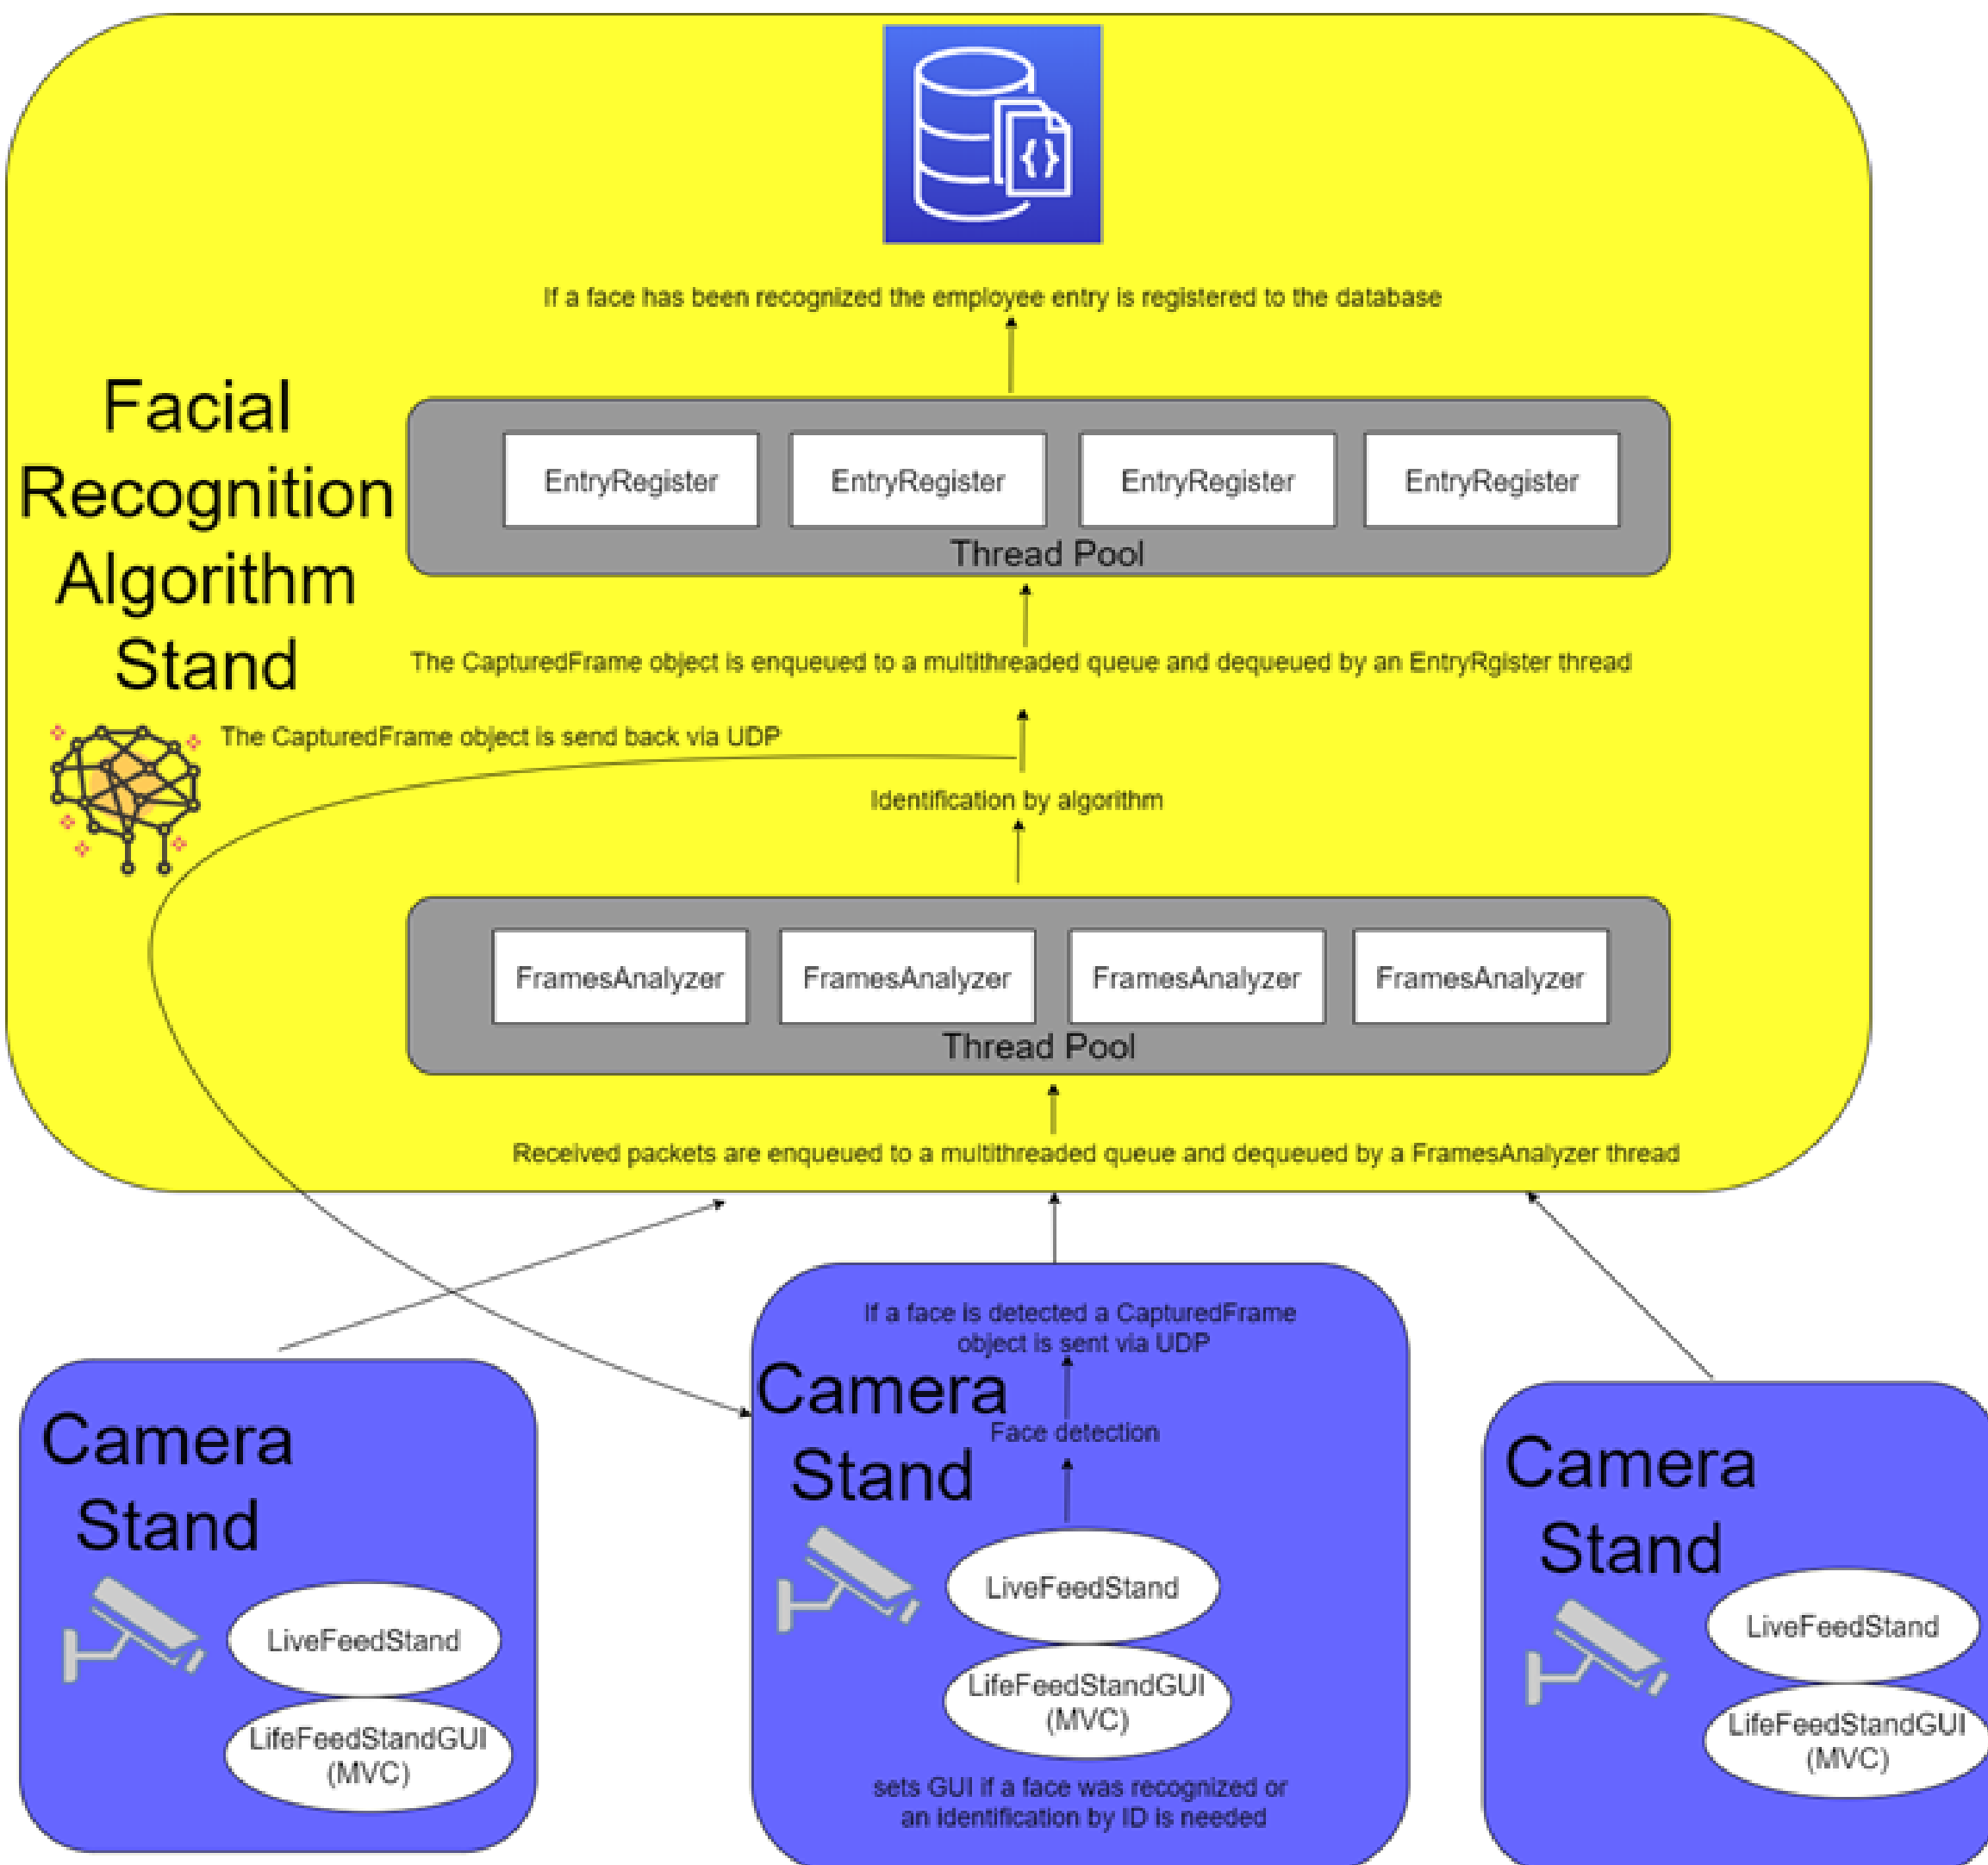 {}
If a face has been recognized the employee entry is registered to the database
Facial
Recognition
Algorithm
Stand
EntryRegister
EntryRegister
EntryRegister
EntryRegister
Thread Pool
The CapturedFrame object is enqueued to a multithreaded queue and dequeued by an EntryRgister thread
The CapturedFrame object is send back via UDP
Identification by algorithm
FramesAnalyzer
FramesAnalyzer
FramesAnalyzer
FramesAnalyzer
Thread Pool
Received packets are enqueued to a multithreaded queue and dequeued by a FramesAnalyzer thread
Camera
Stand
LiveFeedStand
LifeFeedStandGUI
(MVC)
If a face is detected a CapturedFrame
object is sent via UDP
Camera
Stand
Face detection
LiveFeedStand
LifeFeedStandGUI
(MVC)
sets GUI if a face was recognized or
an identification by ID is needed
Camera
Stand
LiveFeedStand
LifeFeedStandGUI
(MVC)